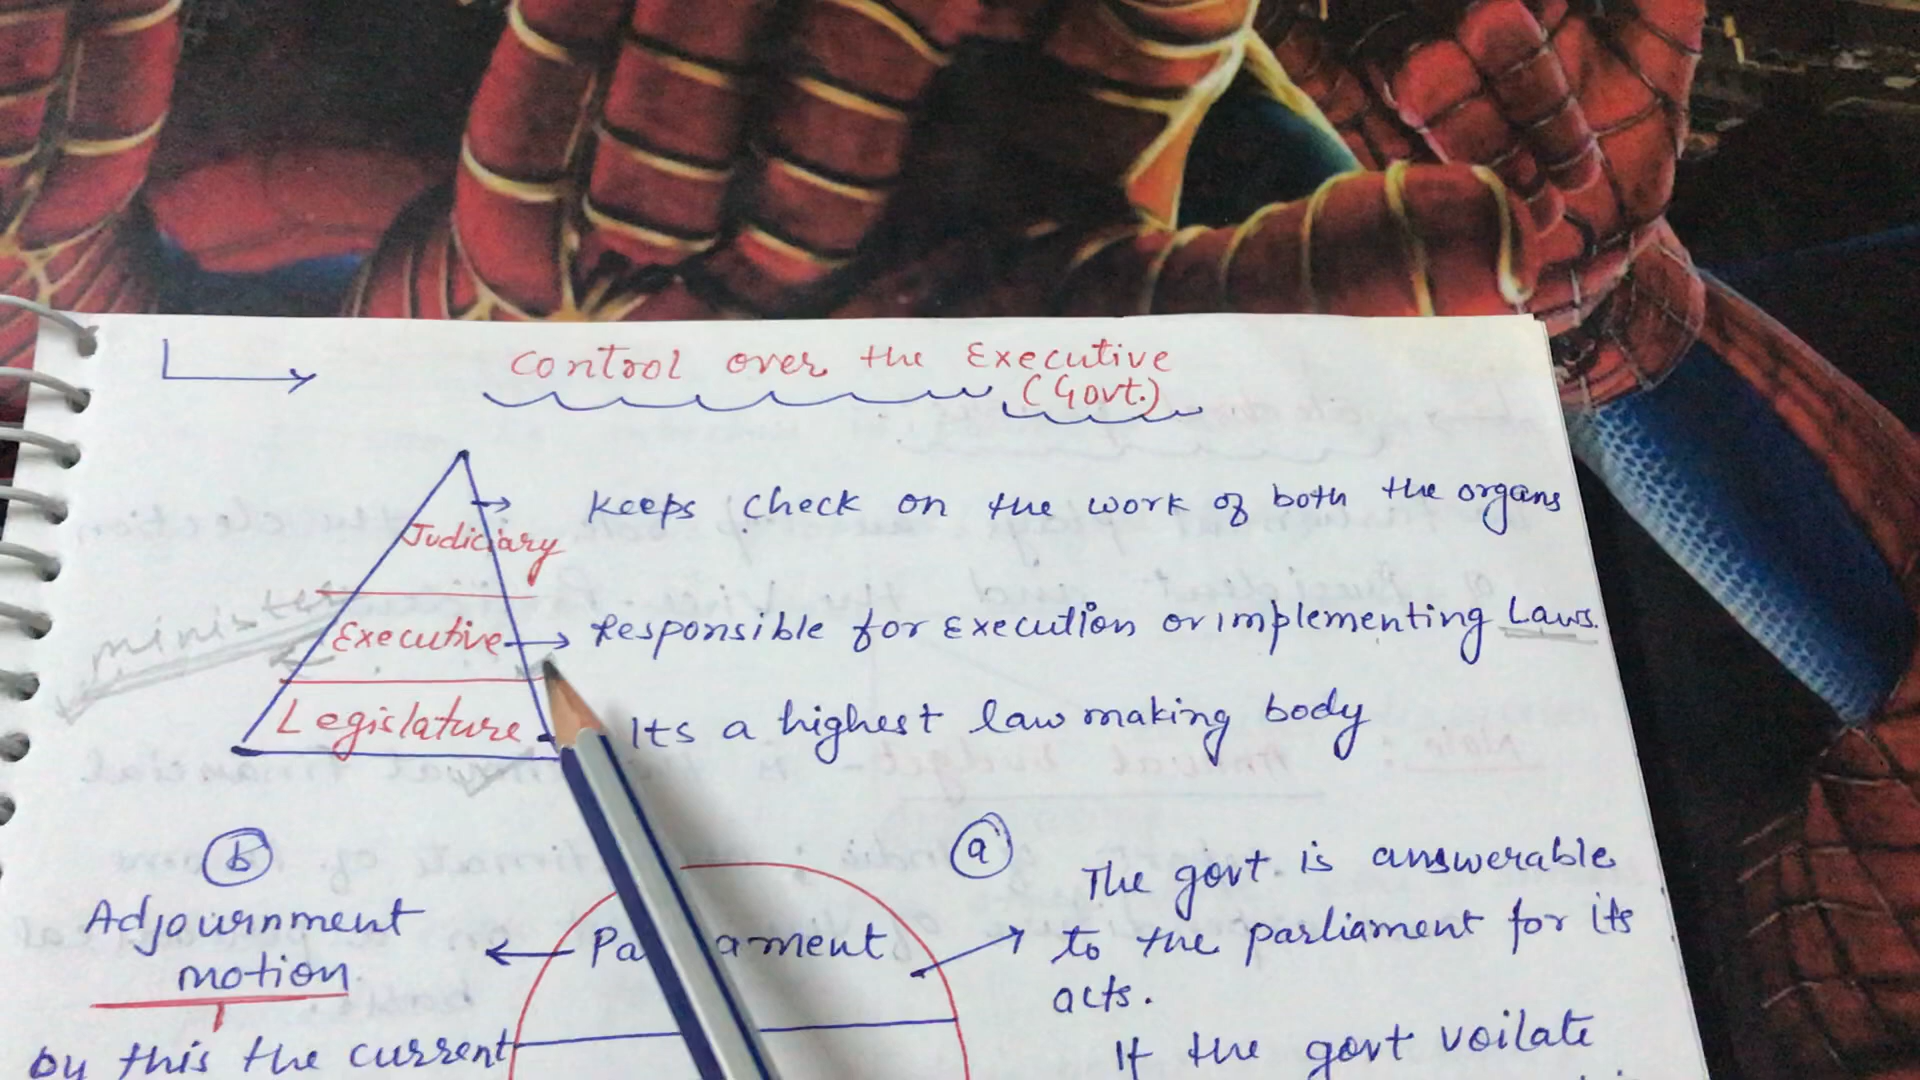 Control over the Executive
(Govt.)
Keeps check on the work of both the organs
Judiciary
minister
Executive
Responsible for Execution or implementing Laws.
Legislature
Its a highest law making body
b
Adjournment
motion
by this the current
Pa ament
a
The govt. is answerable
to the parliament for its
acts.
If the govt voilate